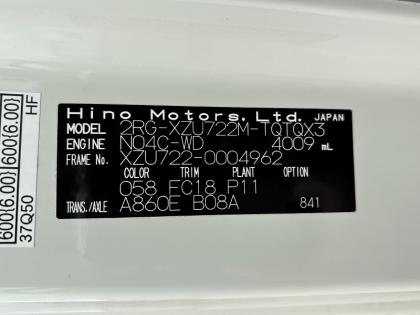 Hino Motors, Ltd. JAPAN
MODEL 2RG-XZU722M-TQTQX3
ENGINE N04C-WD 4009 mL
FRAME No. XZU722-0004962
COLOR TRIM PLANT OPTION
058 FC18 P11
TRANS./AXLE A860E B08A 841
600(6.00) 600(6.00) HF
37Q50